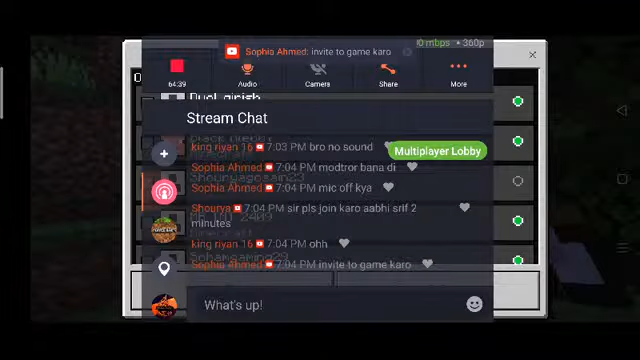 Sophia Ahmed: invite to game karo
0 mbps • 360p
64:39
Audio
Camera
Share
More
Stream Chat
king riyan 16 7:03 PM bro no sound
Multiplayer Lobby
Sophia Ahmed 7:04 PM modtror bana di
Sophia Ahmed 7:04 PM mic off kya
Shourya 7:04 PM sir pls join karo aabhi srif 2
minutes
king riyan 16 7:04 PM ohh
Sophia Ahmed 7:04 PM invite to game karo
What's up!